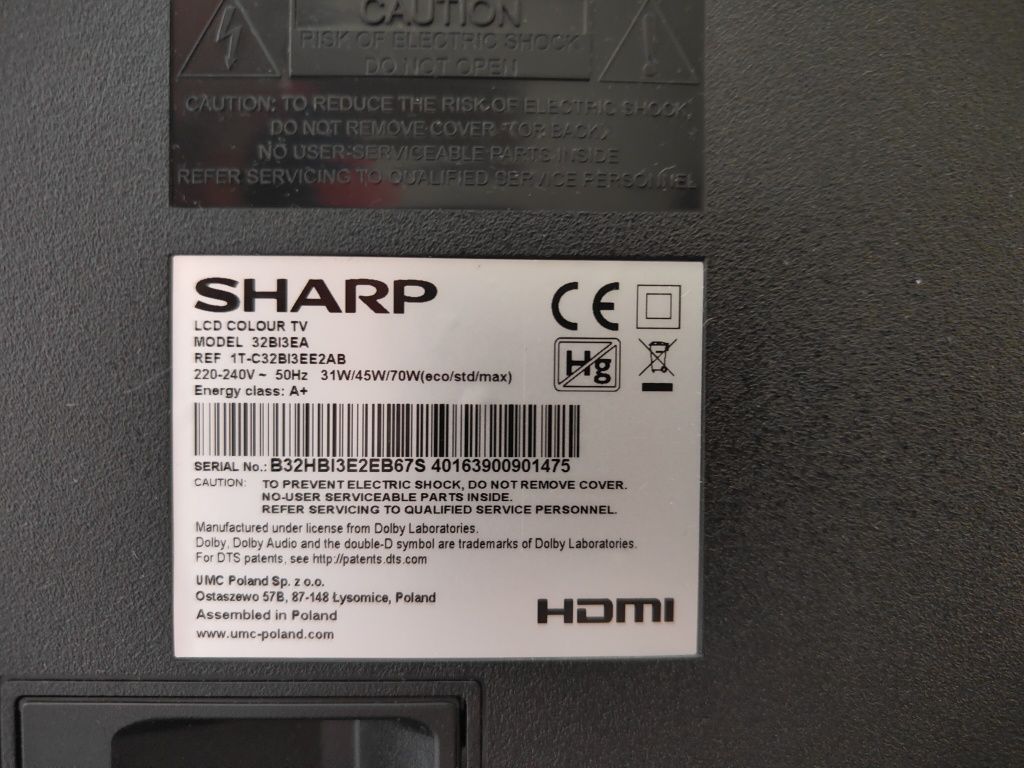 CAUTION
RISK OF ELECTRIC SHOCK
DO NOT OPEN
CAUTION: TO REDUCE THE RISK OF ELECTRIC SHOCK,
DO NOT REMOVE COVER (OR BACK)
NO USER-SERVICEABLE PARTS INSIDE
REFER SERVICING TO QUALIFIED SERVICE PERSONNEL
SHARP
LCD COLOUR TV
MODEL 32BI3EA
REF 1T-C32BI3EE2AB
220-240V ~ 50Hz 31W/45W/70W(eco/std/max)
Energy class: A+
CE
Hg
SERIAL No.: B32HBI3E2EB67S 40163900901475
CAUTION: TO PREVENT ELECTRIC SHOCK, DO NOT REMOVE COVER.
NO-USER SERVICEABLE PARTS INSIDE.
REFER SERVICING TO QUALIFIED SERVICE PERSONNEL.
Manufactured under license from Dolby Laboratories.
Dolby, Dolby Audio and the double-D symbol are trademarks of Dolby Laboratories.
For DTS patents, see http://patents.dts.com
UMC Poland Sp. z o.o.
Ostaszewo 57B, 87-148 Łysomice, Poland
Assembled in Poland
www.umc-poland.com
HDMI